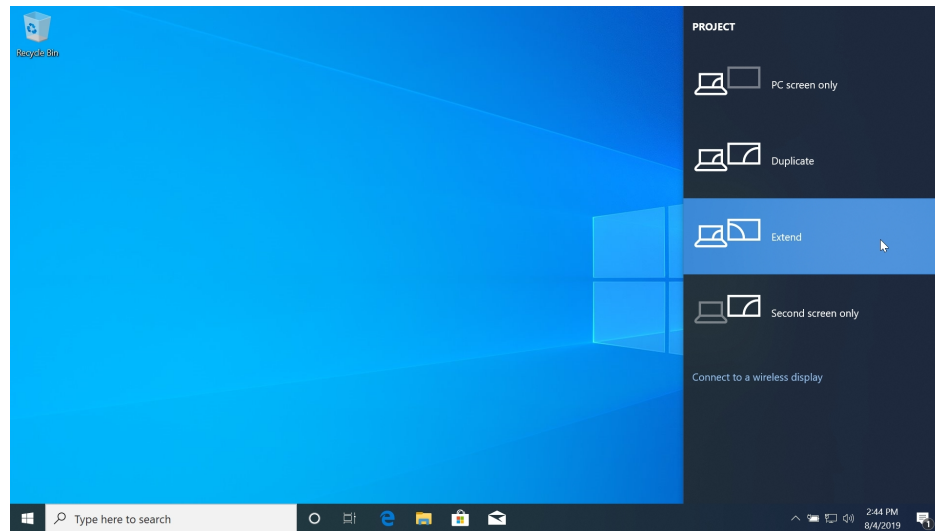 Recycle Bin
PROJECT
PC screen only
Duplicate
Extend
Second screen only
Connect to a wireless display
Type here to search
2:44 PM
8/4/2019
1